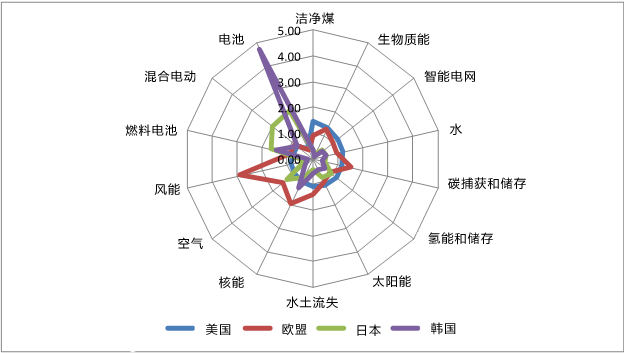 洁净煤
生物质能
智能电网
水
碳捕获和储存
氢能和储存
太阳能
水土流失
核能
空气
风能
燃料电池
混合电动
电池
5.00
4.00
3.00
2.00
1.00
0.00
美国 欧盟 日本 韩国